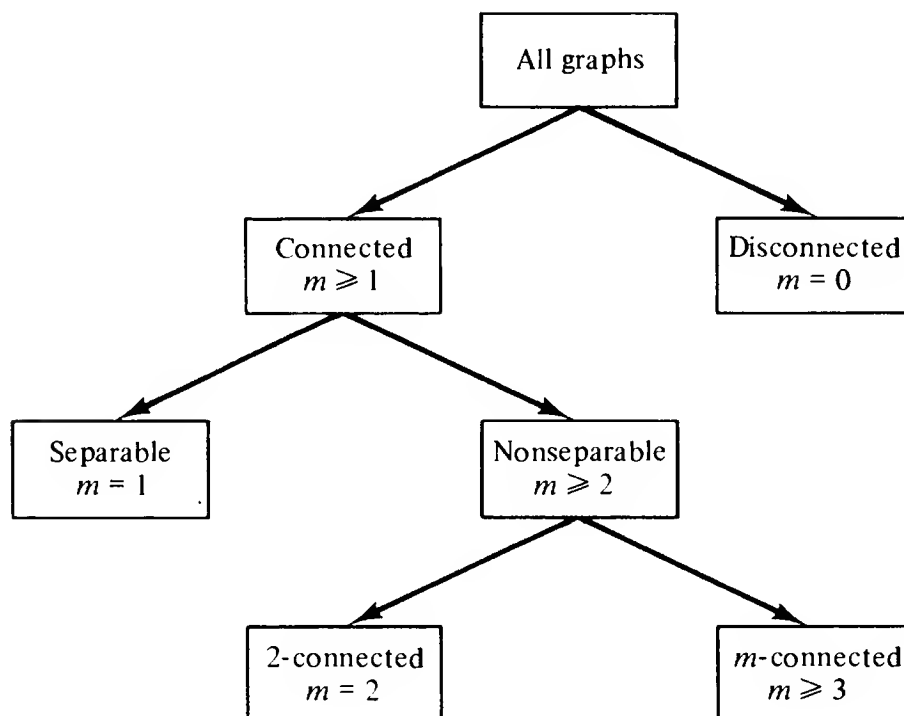 All graphs
Connected
m ⩾ 1
Disconnected
m = 0
Separable
m = 1
Nonseparable
m ⩾ 2
2-connected
m = 2
m-connected
m ⩾ 3